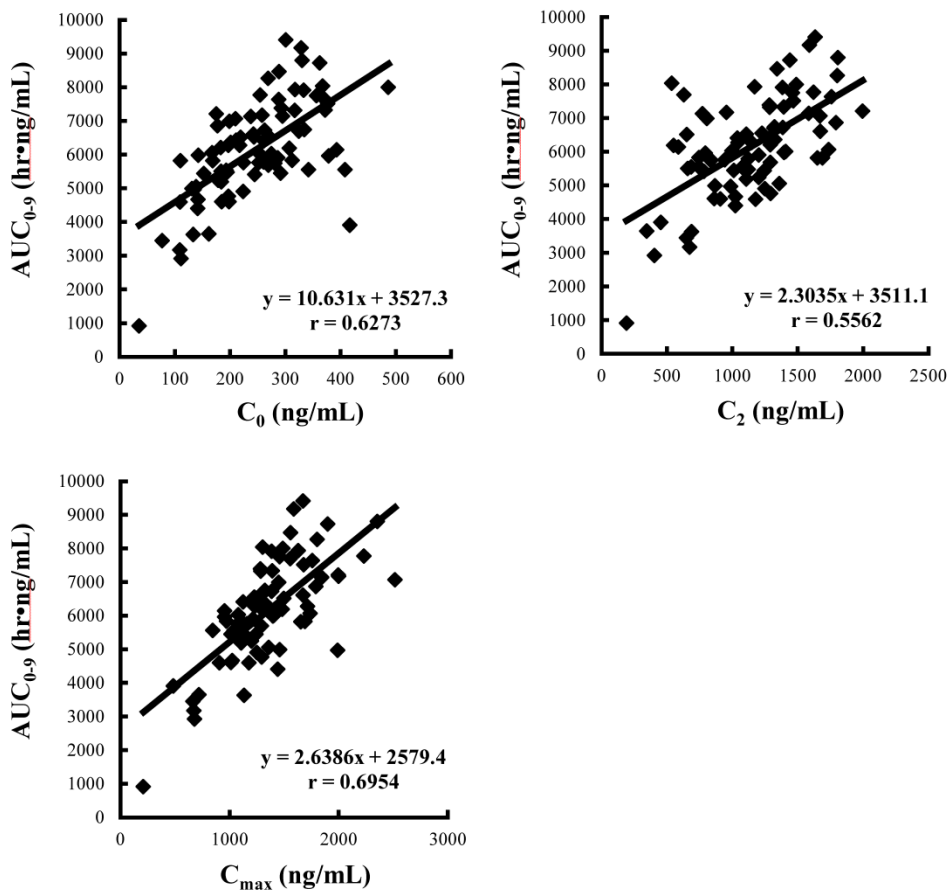 10000
9000
8000
7000
6000
5000
4000
3000
2000
1000
0
AUC₀₋₉ (hr•ng/mL)
y = 10.631x + 3527.3
r = 0.6273
0 100 200 300 400 500 600
C₀ (ng/mL)
10000
9000
8000
7000
6000
5000
4000
3000
2000
1000
0
AUC₀₋₉ (hr•ng/mL)
y = 2.3035x + 3511.1
r = 0.5562
0 500 1000 1500 2000 2500
C₂ (ng/mL)
10000
9000
8000
7000
6000
5000
4000
3000
2000
1000
0
AUC₀₋₉ (hr•ng/mL)
y = 2.6386x + 2579.4
r = 0.6954
0 1000 2000 3000
Cmax (ng/mL)